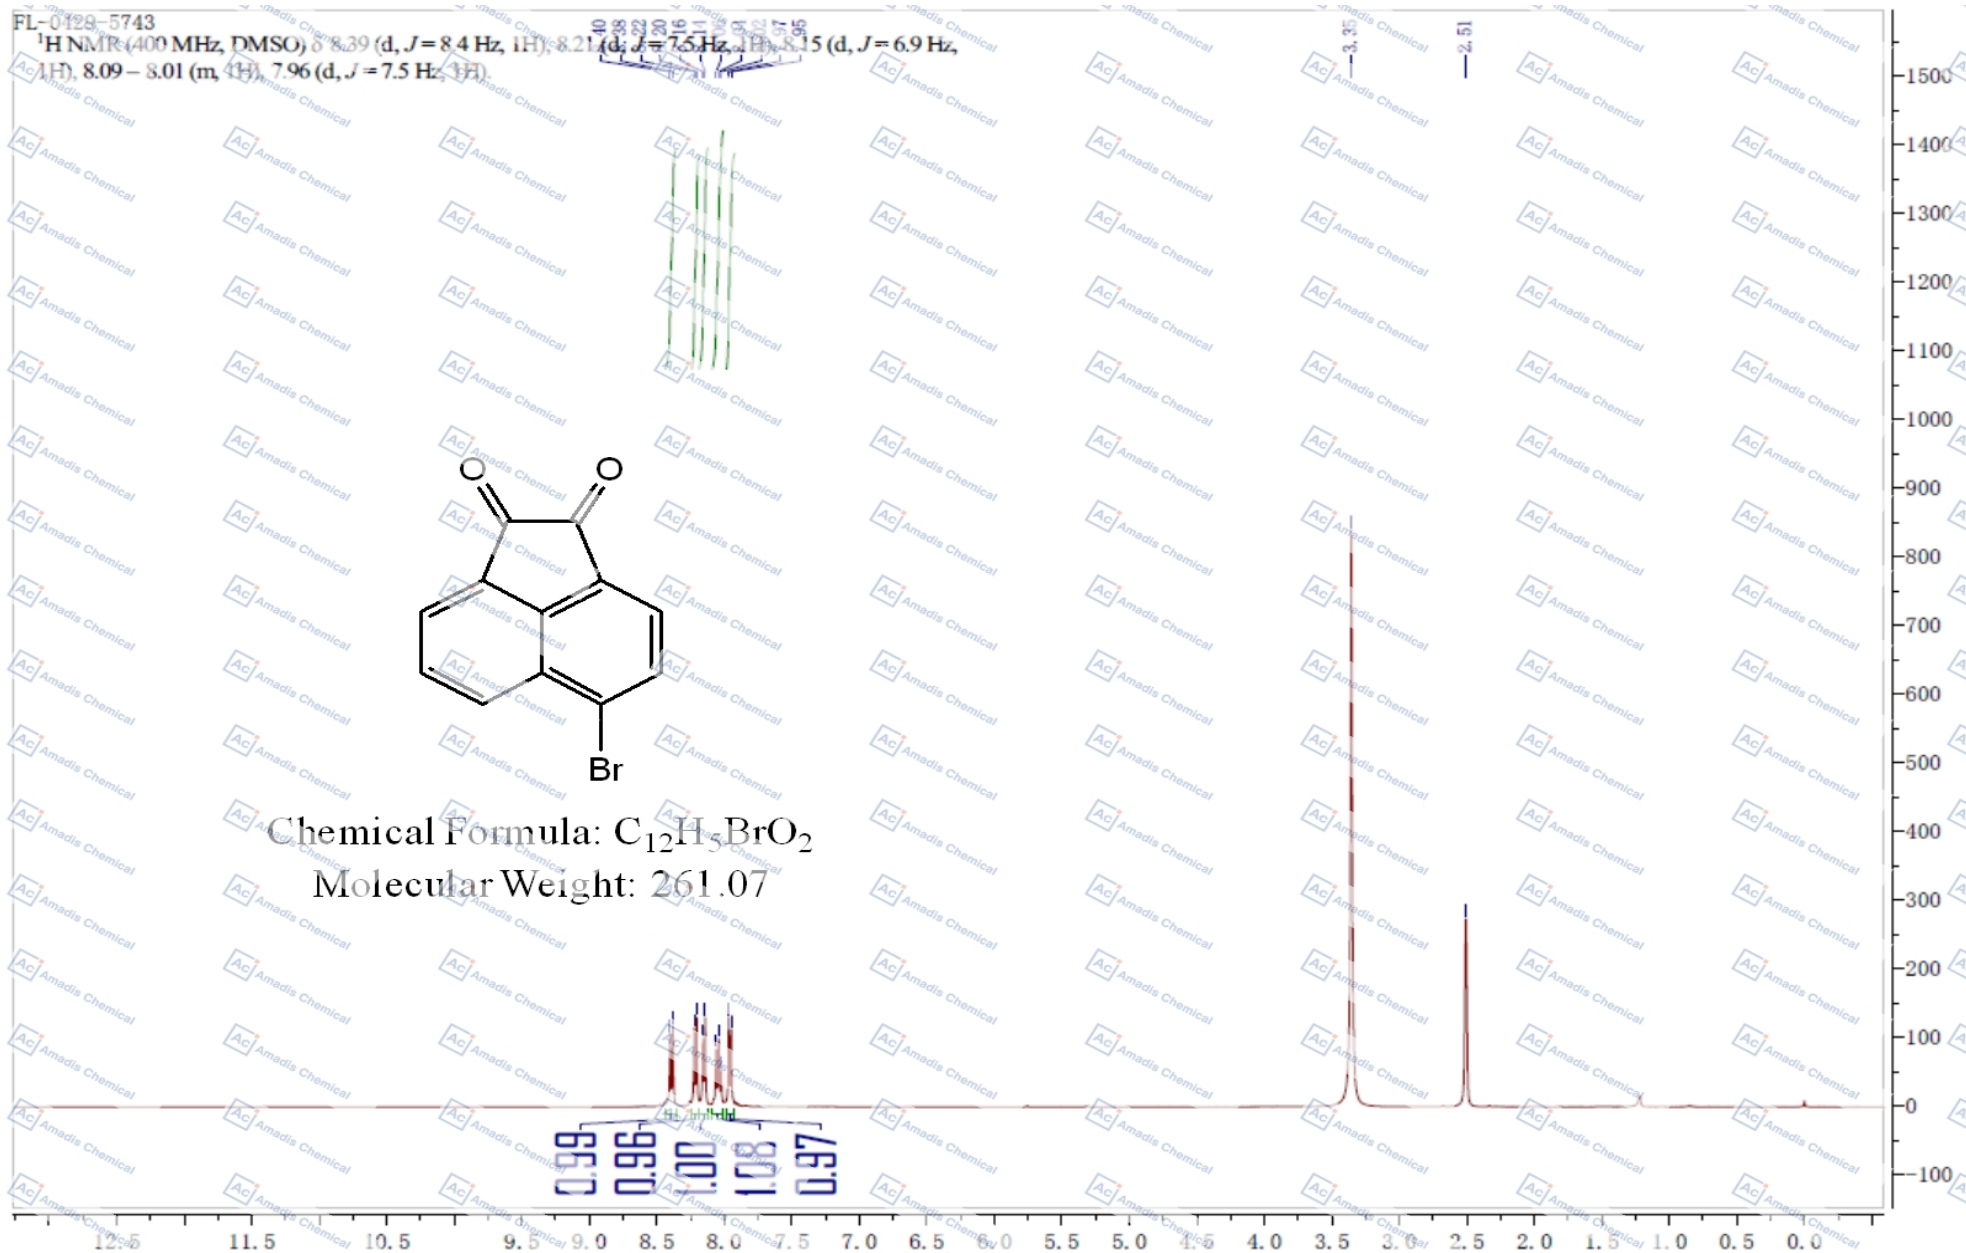 FL-0429-5743
¹H NMR (400 MHz, DMSO) δ 8.39 (d, J = 8.4 Hz, 1H), 8.21 (d, J = 7.5 Hz, 1H), 8.15 (d, J = 6.9 Hz,
1H), 8.09 – 8.01 (m, 1H), 7.96 (d, J = 7.5 Hz, 1H).
3.35
2.51
O O
Br
Chemical Formula: C₁₂H₅BrO₂
Molecular Weight: 261.07
1500
1400
1300
1200
1100
1000
900
800
700
600
500
400
300
200
100
0
-100
0.99 0.96 1.00 1.08 0.97
12.5 11.5 10.5 9.5 9.0 8.5 8.0 7.5 7.0 6.5 6.0 5.5 5.0 4.5 4.0 3.5 3.0 2.5 2.0 1.5 1.0 0.5 0.0
Ac Amadis Chemical